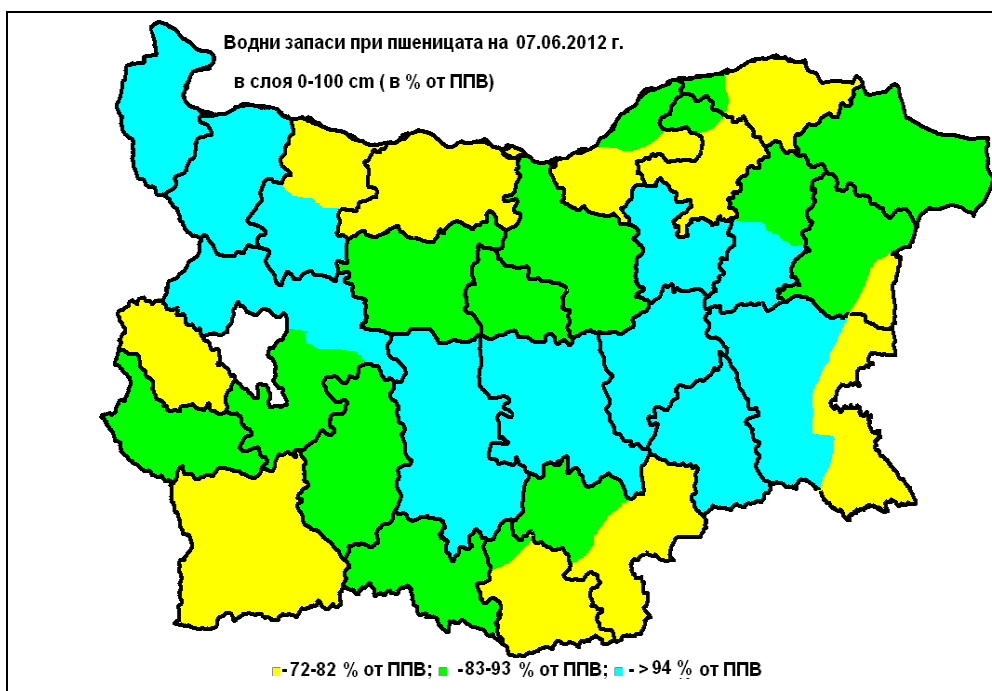 Водни запаси при пшеницата на 07.06.2012 г.
в слоя 0-100 cm ( в % от ППВ)
-72-82 % от ППВ; -83-93 % от ППВ; - >94 % от ППВ